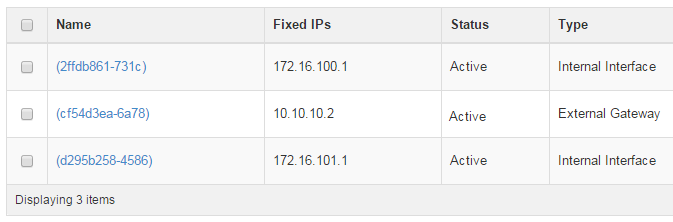 Name Fixed IPs Status Type
(2ffdb861-731c) 172.16.100.1 Active Internal Interface
(cf54d3ea-6a78) 10.10.10.2 Active External Gateway
(d295b258-4586) 172.16.101.1 Active Internal Interface
Displaying 3 items